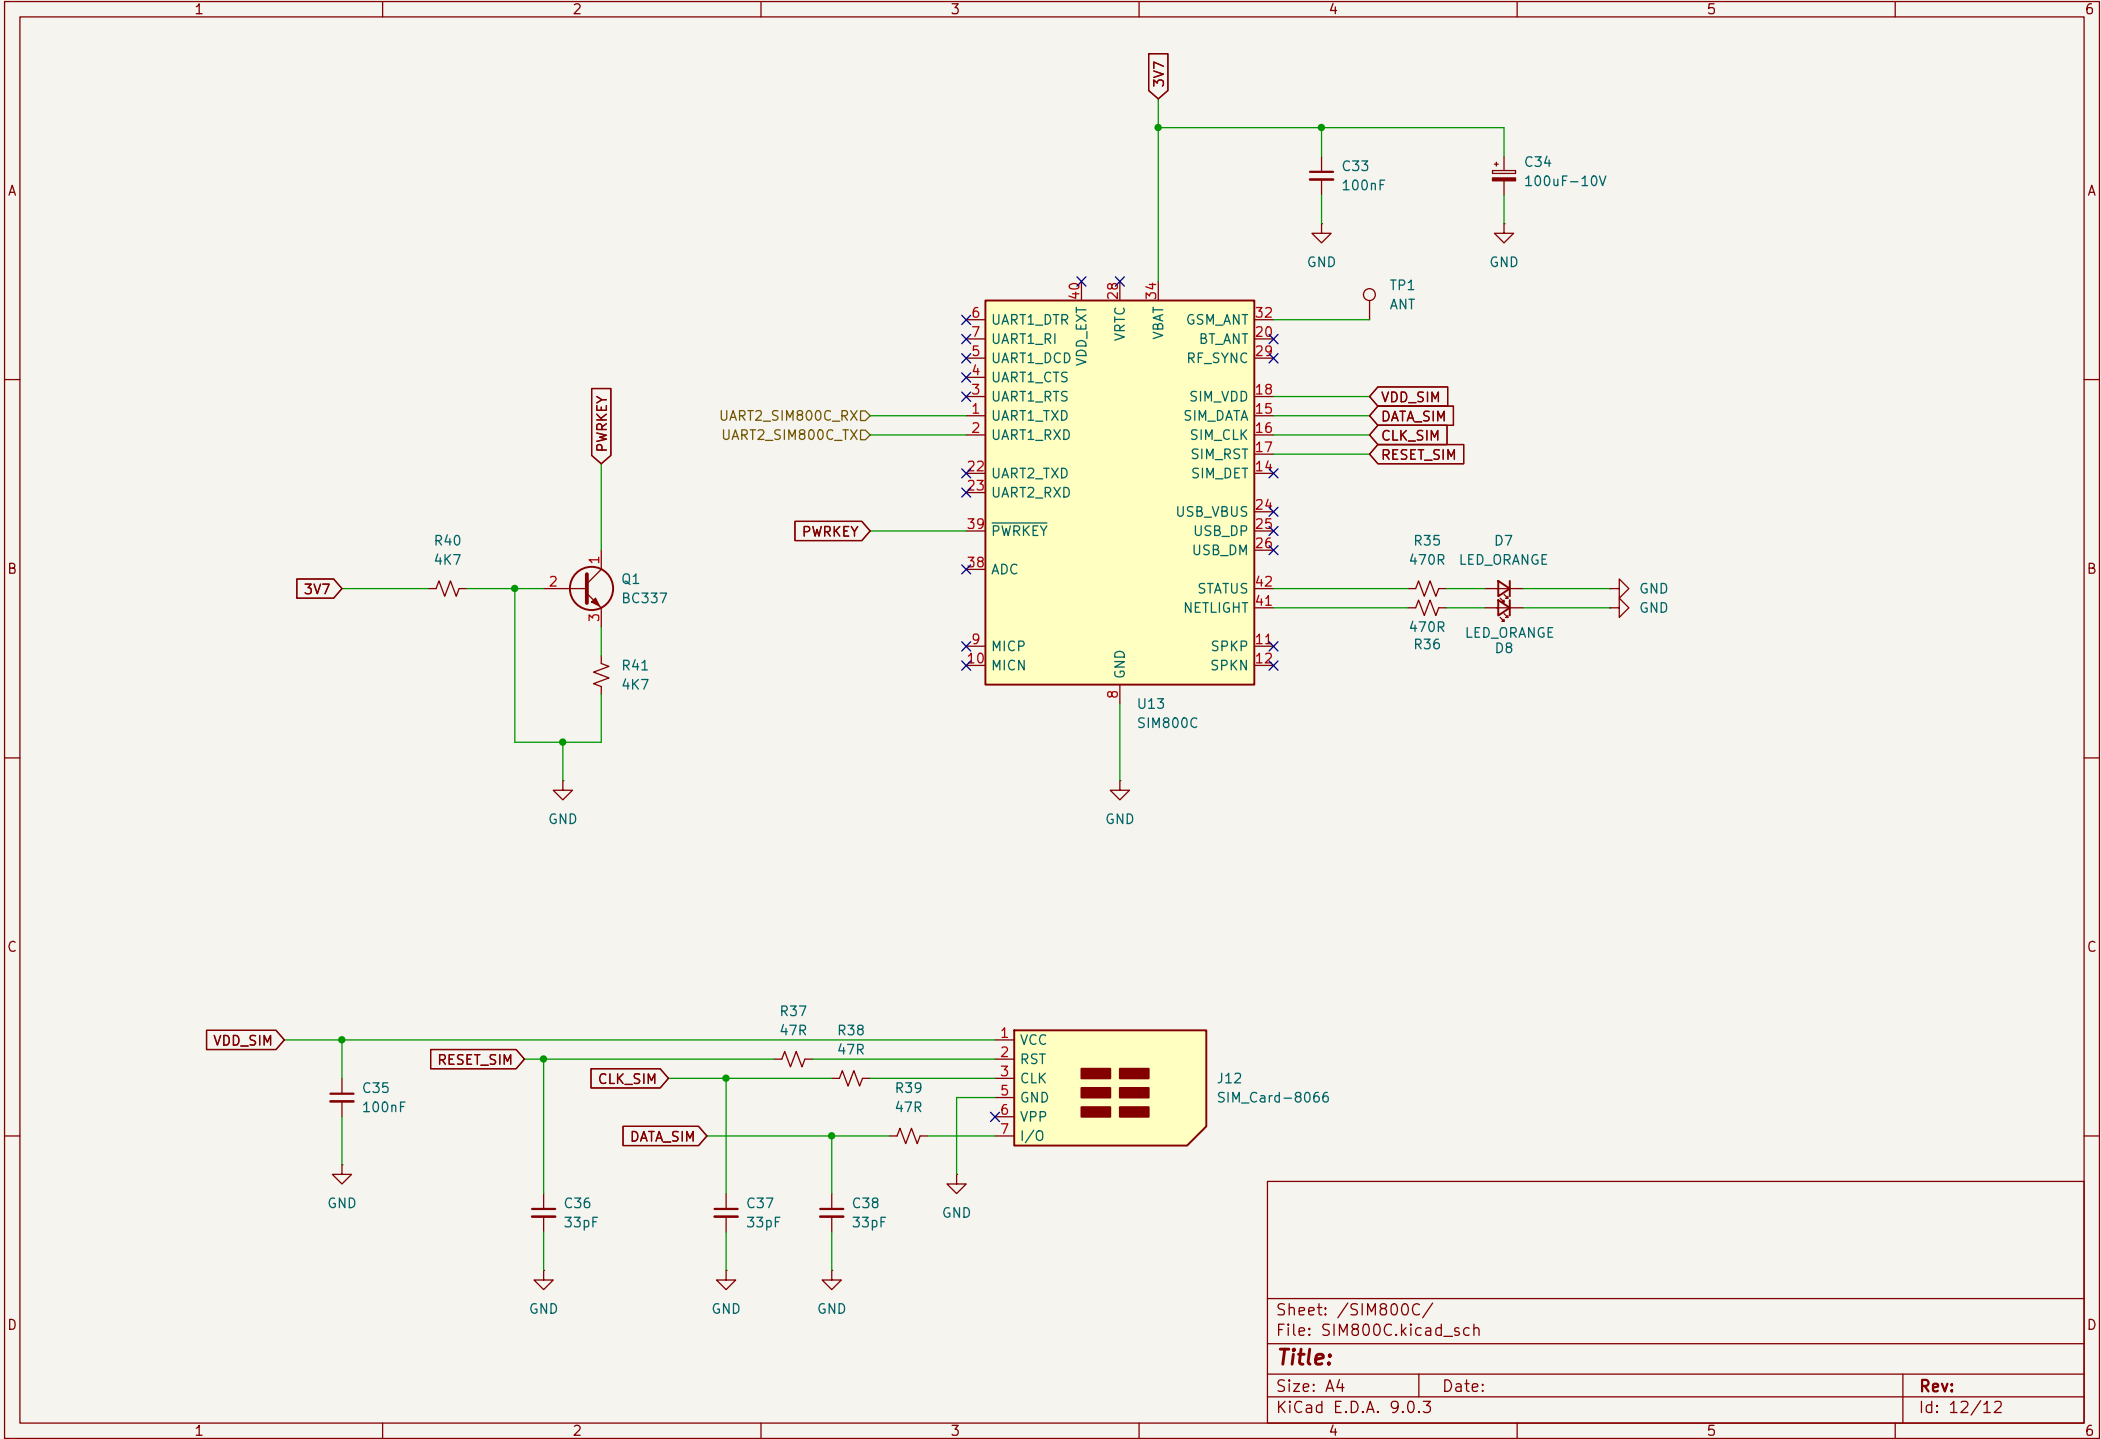 1 2 3 4 5 6
A
B
C
D
A
B
C
D
1 2 3 4 5 6
3V7
C33
100nF
GND
C34
100uF-10V
GND
TP1
ANT
40
28
34
VDD_EXT
VRTC
VBAT
6 UART1_DTR
7 UART1_RI
5 UART1_DCD
4 UART1_CTS
3 UART1_RTS
UART2_SIM800C_RX 1 UART1_TXD
UART2_SIM800C_TX 2 UART1_RXD
22 UART2_TXD
23 UART2_RXD
PWRKEY 39 PWRKEY
38 ADC
9 MICP
10 MICN
GSM_ANT 32
BT_ANT 20
RF_SYNC 29
SIM_VDD 18 VDD_SIM
SIM_DATA 15 DATA_SIM
SIM_CLK 16 CLK_SIM
SIM_RST 17 RESET_SIM
SIM_DET 14
USB_VBUS 24
USB_DP 25
USB_DM 26
STATUS 42
NETLIGHT 41
SPKP 11
SPKN 12
GND
8
U13
SIM800C
GND
R35
470R
D7
LED_ORANGE
GND
GND
470R
R36
LED_ORANGE
D8
PWRKEY
R40
4K7
3V7
1
2
3
Q1
BC337
R41
4K7
GND
R37
47R
R38
47R
R39
47R
VDD_SIM
RESET_SIM
CLK_SIM
DATA_SIM
1 VCC
2 RST
3 CLK
5 GND
6 VPP
7 I/O
J12
SIM_Card-8066
C35
100nF
GND
C36
33pF
GND
C37
33pF
GND
C38
33pF
GND
GND
Sheet: /SIM800C/
File: SIM800C.kicad_sch
Title:
Size: A4 Date: Rev:
KiCad E.D.A. 9.0.3 Id: 12/12